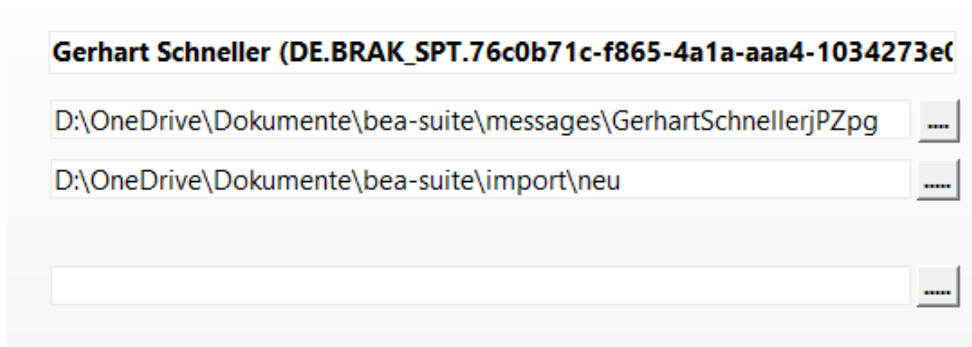 Gerhart Schneller (DE.BRAK_SPT.76c0b71c-f865-4a1a-aaa4-1034273e0
D:\OneDrive\Dokumente\bea-suite\messages\GerhartSchnellerjPZpg
....
D:\OneDrive\Dokumente\bea-suite\import\neu
.....
.....